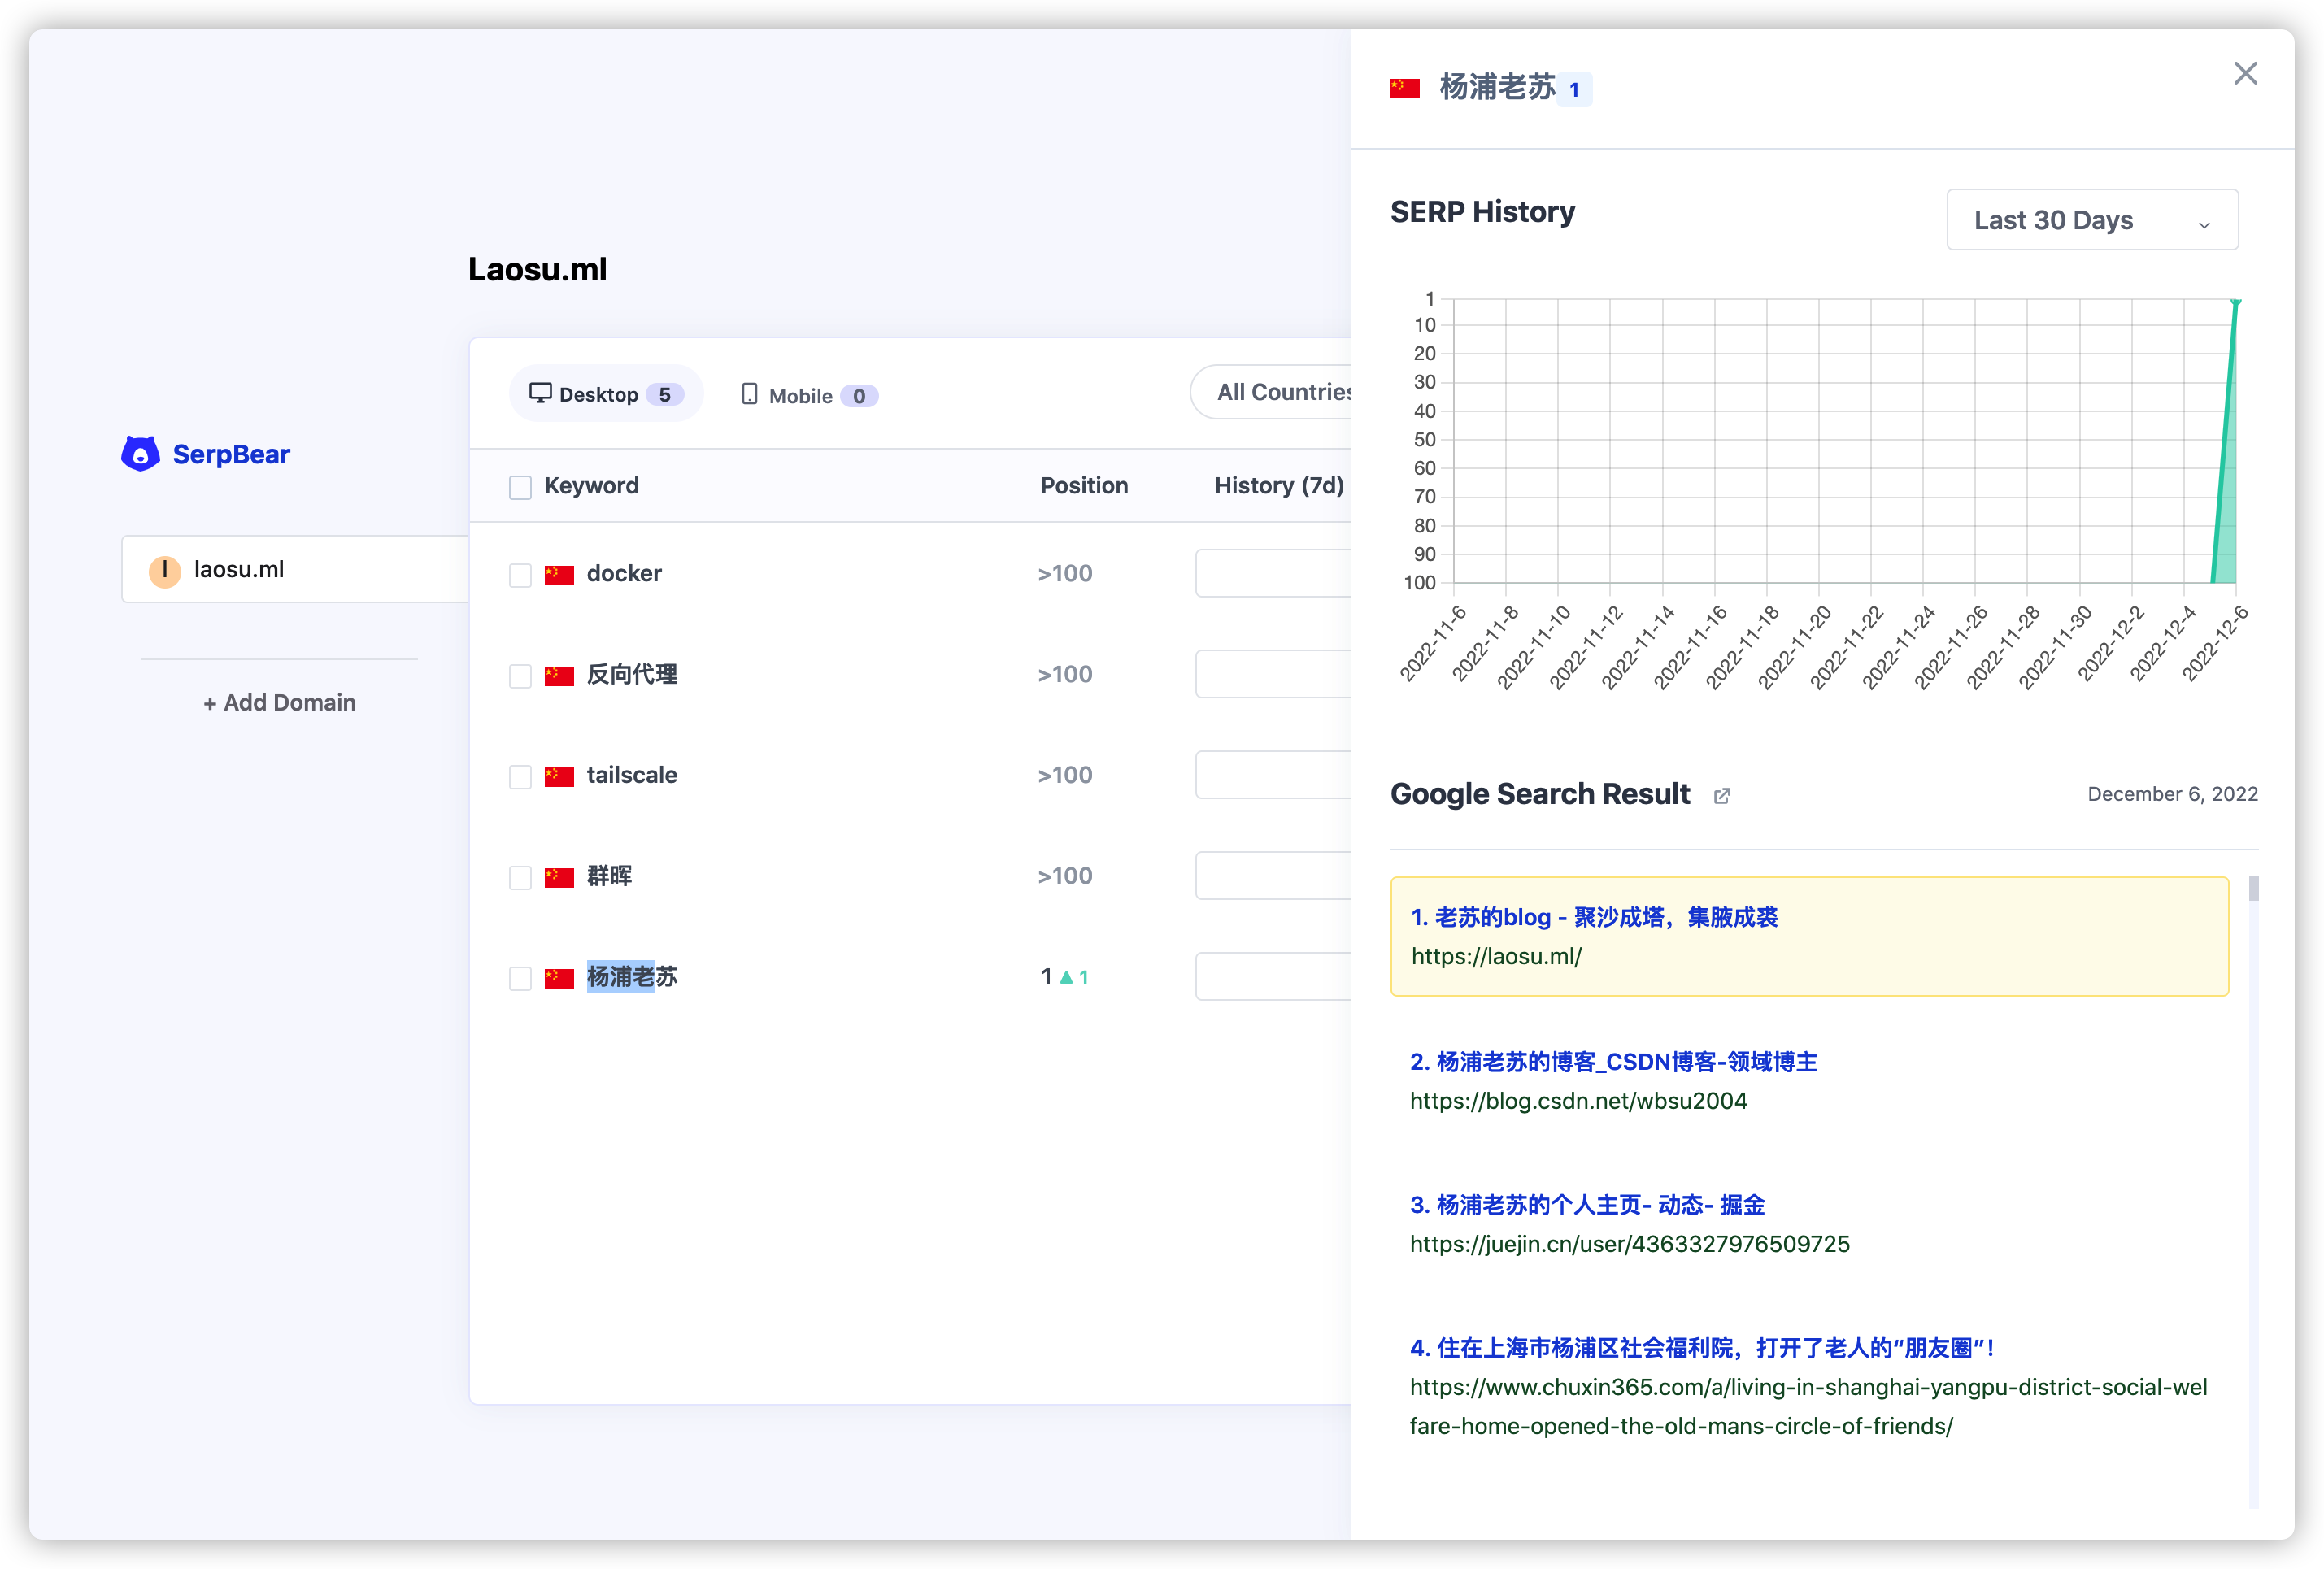 SerpBear
l laosu.ml
+ Add Domain
Laosu.ml
Desktop 5
Mobile 0
All Countries
Keyword Position History (7d)
docker >100
反向代理 >100
tailscale >100
群晖 >100
杨浦老苏 1 ▲ 1
杨浦老苏 1
SERP History
Last 30 Days
1
10
20
30
40
50
60
70
80
90
100
2022-11-6
2022-11-8
2022-11-10
2022-11-12
2022-11-14
2022-11-16
2022-11-18
2022-11-20
2022-11-22
2022-11-24
2022-11-26
2022-11-28
2022-11-30
2022-12-2
2022-12-4
2022-12-6
Google Search Result
December 6, 2022
1. 老苏的blog - 聚沙成塔，集腋成裘
https://laosu.ml/
2. 杨浦老苏的博客_CSDN博客-领域博主
https://blog.csdn.net/wbsu2004
3. 杨浦老苏的个人主页- 动态- 掘金
https://juejin.cn/user/4363327976509725
4. 住在上海市杨浦区社会福利院，打开了老人的“朋友圈”！
https://www.chuxin365.com/a/living-in-shanghai-yangpu-district-social-wel
fare-home-opened-the-old-mans-circle-of-friends/